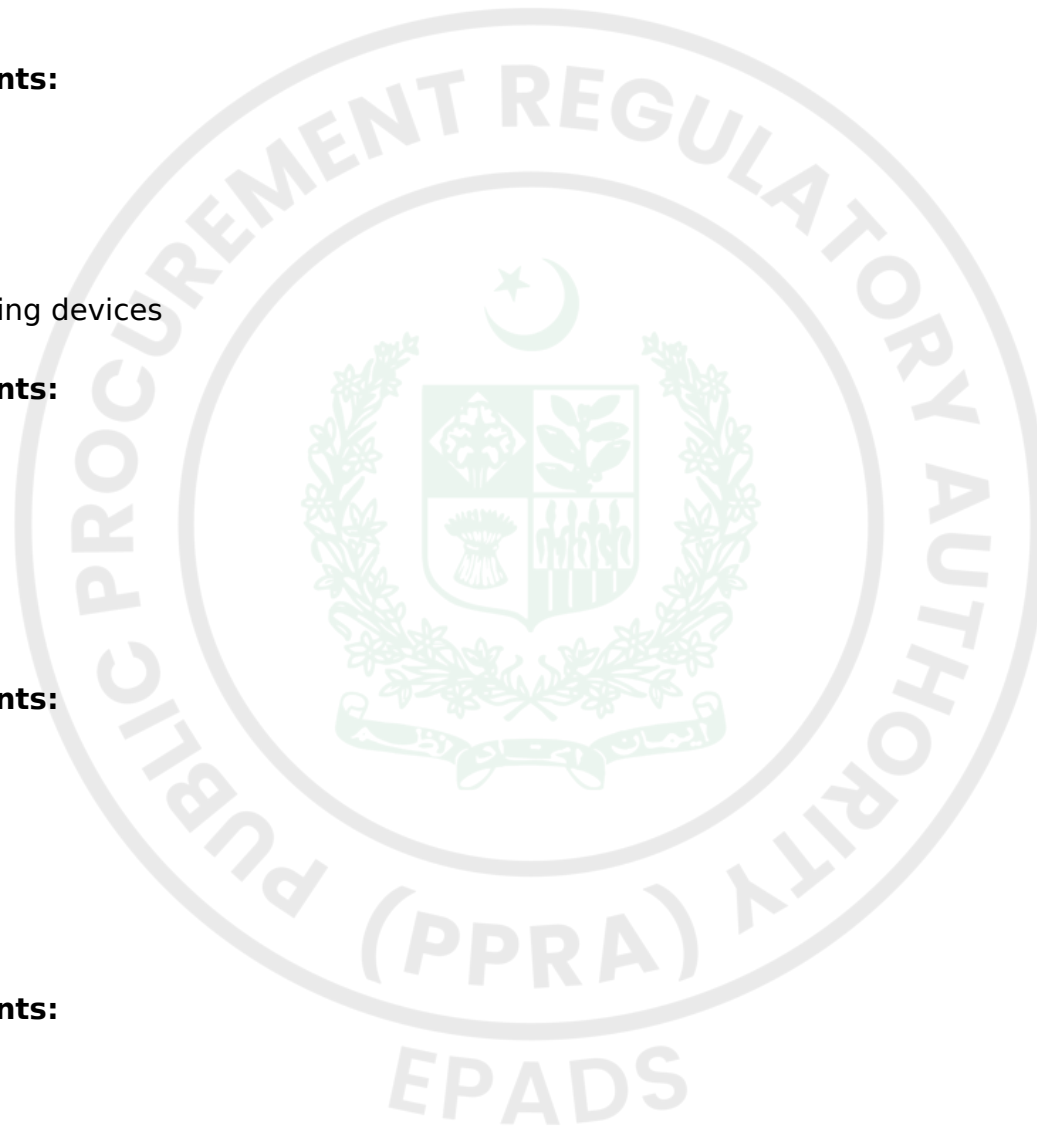 nts:
ing devices
nts:
nts:
nts:
PUBLIC PROCUREMENT REGULATORY AUTHORITY
(PPRA)
EPADS